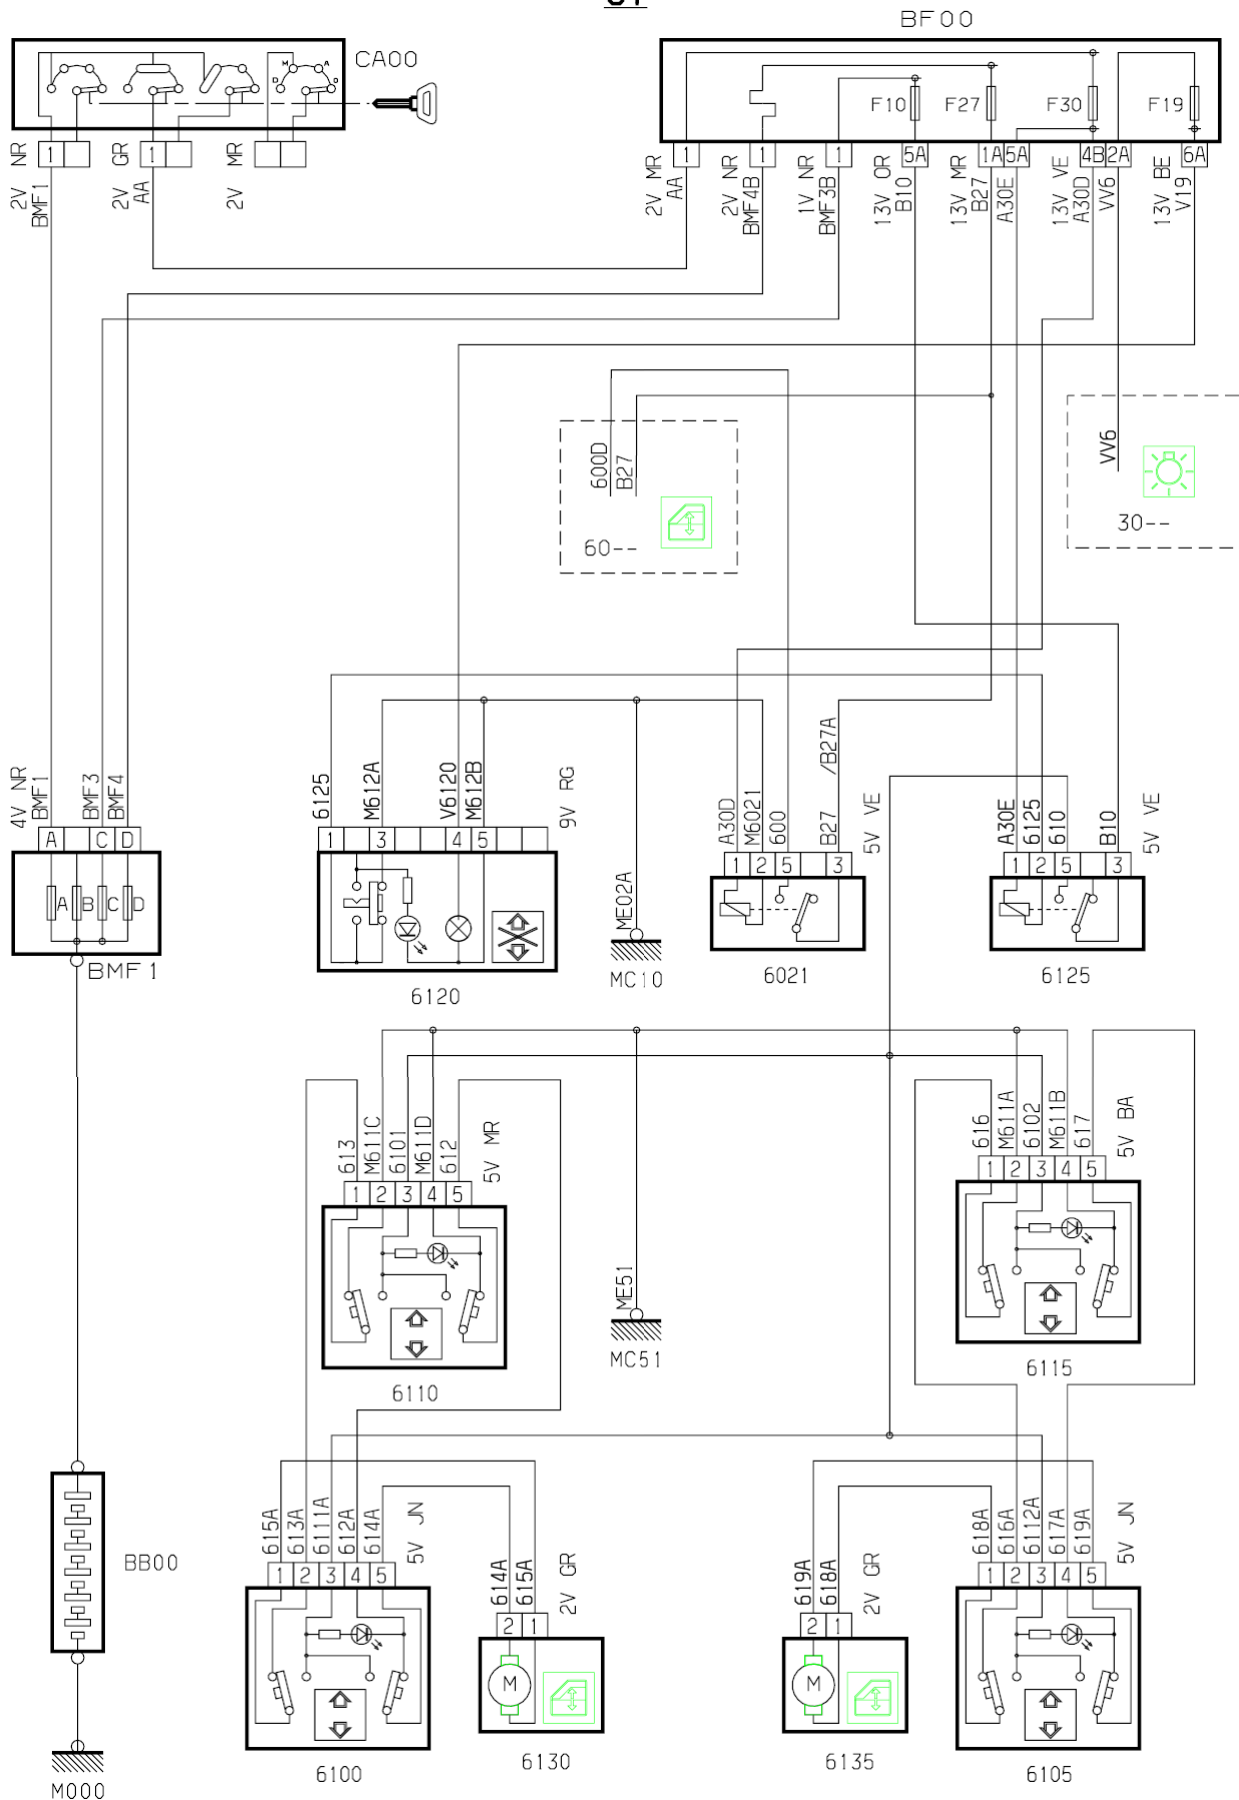 BF00
CA00
M A
D D
F10 F27 F30 F19
1 1
1 1 1 5A 1A 5A 4B 2A 6A
2V NR
BMF1
2V GR
AA
2V MR
2V MR
AA
2V NR
BMF4B
1V NR
BMF3B
13V OR
B10
13V MR
B27
A30E
13V VE
A30D
VV6
13V BE
V19
600D
B27
60--
VV6
30--
4V NR
BMF1
BMF3
BMF4
A C D
A B C D
BMF1
6125
M612A
V6120
M612B
9V RG
1 3 4 5
6120
ME02A
MC10
A30D
M6021
600
/B27A
B27
5V VE
1 2 5 3
6021
A30E
6125
610
B10
5V VE
1 2 5 3
6125
613
M611C
6101
M611D
612
5V MR
1 2 3 4 5
6110
ME51
MC51
616
M611A
6102
M611B
617
5V BA
1 2 3 4 5
6115
BB00
M000
615A
613A
6111A
612A
614A
5V JN
1 2 3 4 5
6100
614A
615A
2V GR
2 1
M
6130
619A
618A
2V GR
2 1
M
6135
618A
616A
6112A
617A
619A
5V JN
1 2 3 4 5
6105